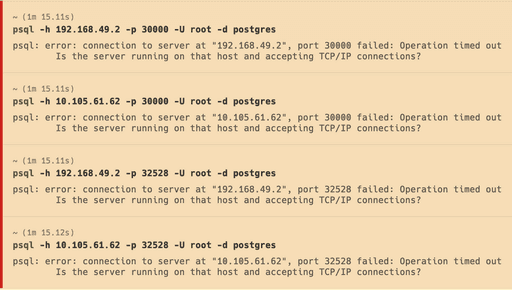 ~ (1m 15.11s)
psql -h 192.168.49.2 -p 30000 -U root -d postgres
psql: error: connection to server at "192.168.49.2", port 30000 failed: Operation timed out
Is the server running on that host and accepting TCP/IP connections?
~ (1m 15.11s)
psql -h 10.105.61.62 -p 30000 -U root -d postgres
psql: error: connection to server at "10.105.61.62", port 30000 failed: Operation timed out
Is the server running on that host and accepting TCP/IP connections?
~ (1m 15.11s)
psql -h 192.168.49.2 -p 32528 -U root -d postgres
psql: error: connection to server at "192.168.49.2", port 32528 failed: Operation timed out
Is the server running on that host and accepting TCP/IP connections?
~ (1m 15.12s)
psql -h 10.105.61.62 -p 32528 -U root -d postgres
psql: error: connection to server at "10.105.61.62", port 32528 failed: Operation timed out
Is the server running on that host and accepting TCP/IP connections?